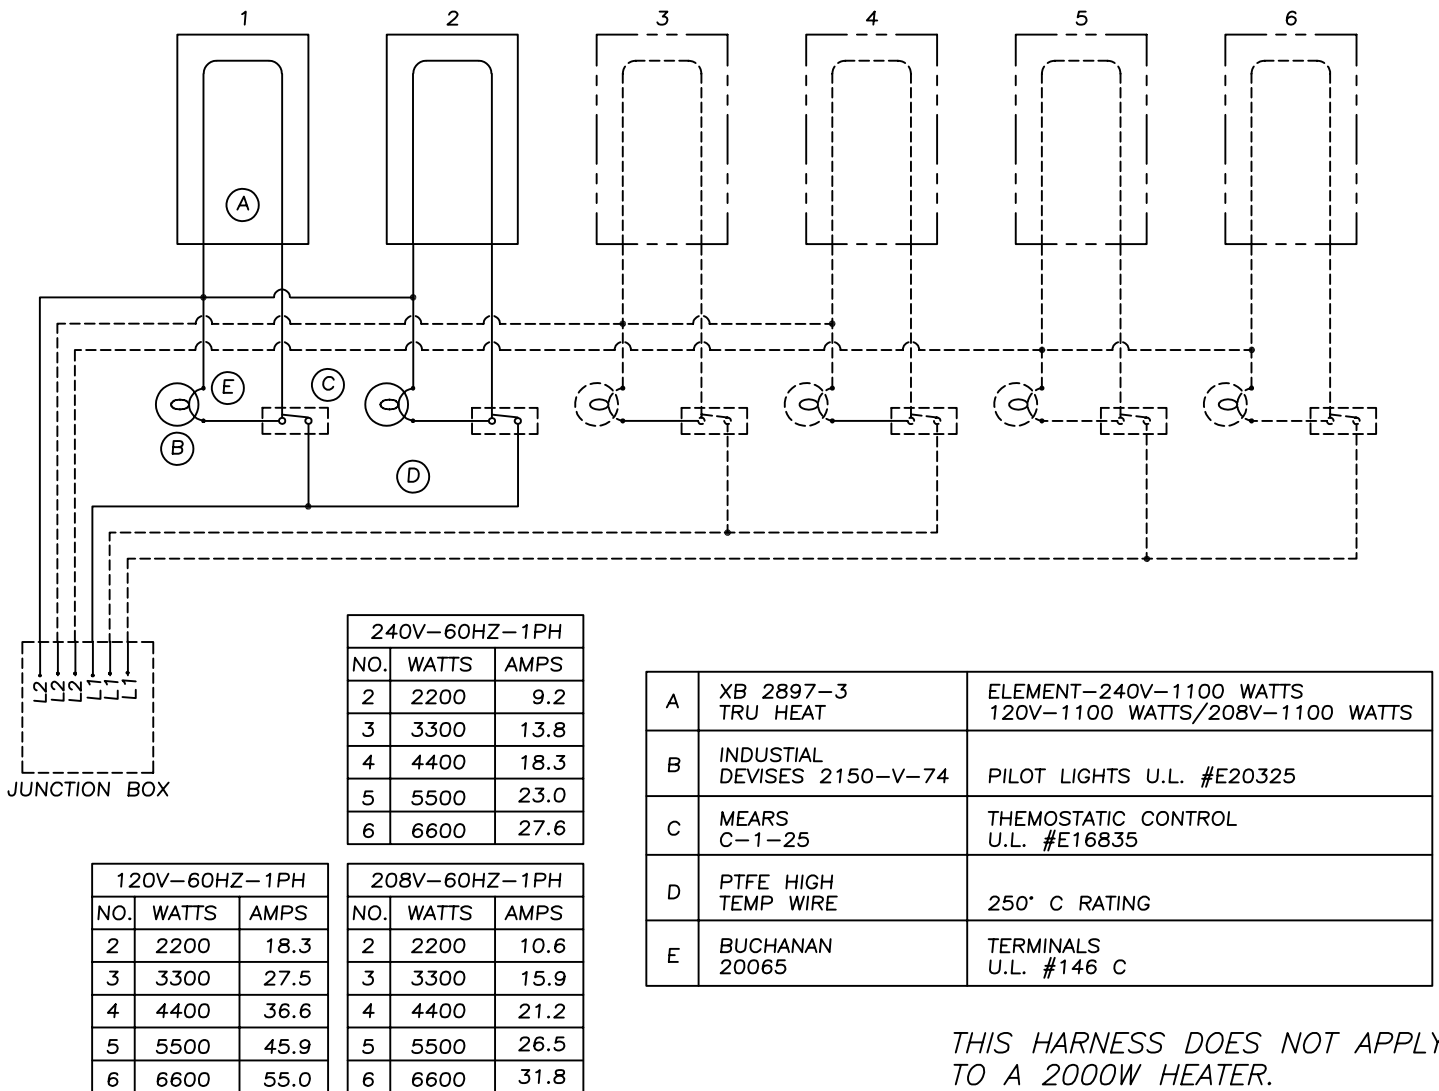 1 2 3 4 5 6
A
E
C
B
D
L2 L2 L2 L1 L1 L1
JUNCTION BOX
240V-60HZ-1PH
NO. WATTS AMPS
2 2200 9.2
3 3300 13.8
4 4400 18.3
5 5500 23.0
6 6600 27.6
120V-60HZ-1PH
NO. WATTS AMPS
2 2200 18.3
3 3300 27.5
4 4400 36.6
5 5500 45.9
6 6600 55.0
208V-60HZ-1PH
NO. WATTS AMPS
2 2200 10.6
3 3300 15.9
4 4400 21.2
5 5500 26.5
6 6600 31.8
A
XB 2897-3
TRU HEAT
ELEMENT-240V-1100 WATTS
120V-1100 WATTS/208V-1100 WATTS
B
INDUSTIAL
DEVISES 2150-V-74
PILOT LIGHTS U.L. #E20325
C
MEARS
C-1-25
THEMOSTATIC CONTROL
U.L. #E16835
D
PTFE HIGH
TEMP WIRE
250° C RATING
E
BUCHANAN
20065
TERMINALS
U.L. #146 C
THIS HARNESS DOES NOT APPLY
TO A 2000W HEATER.